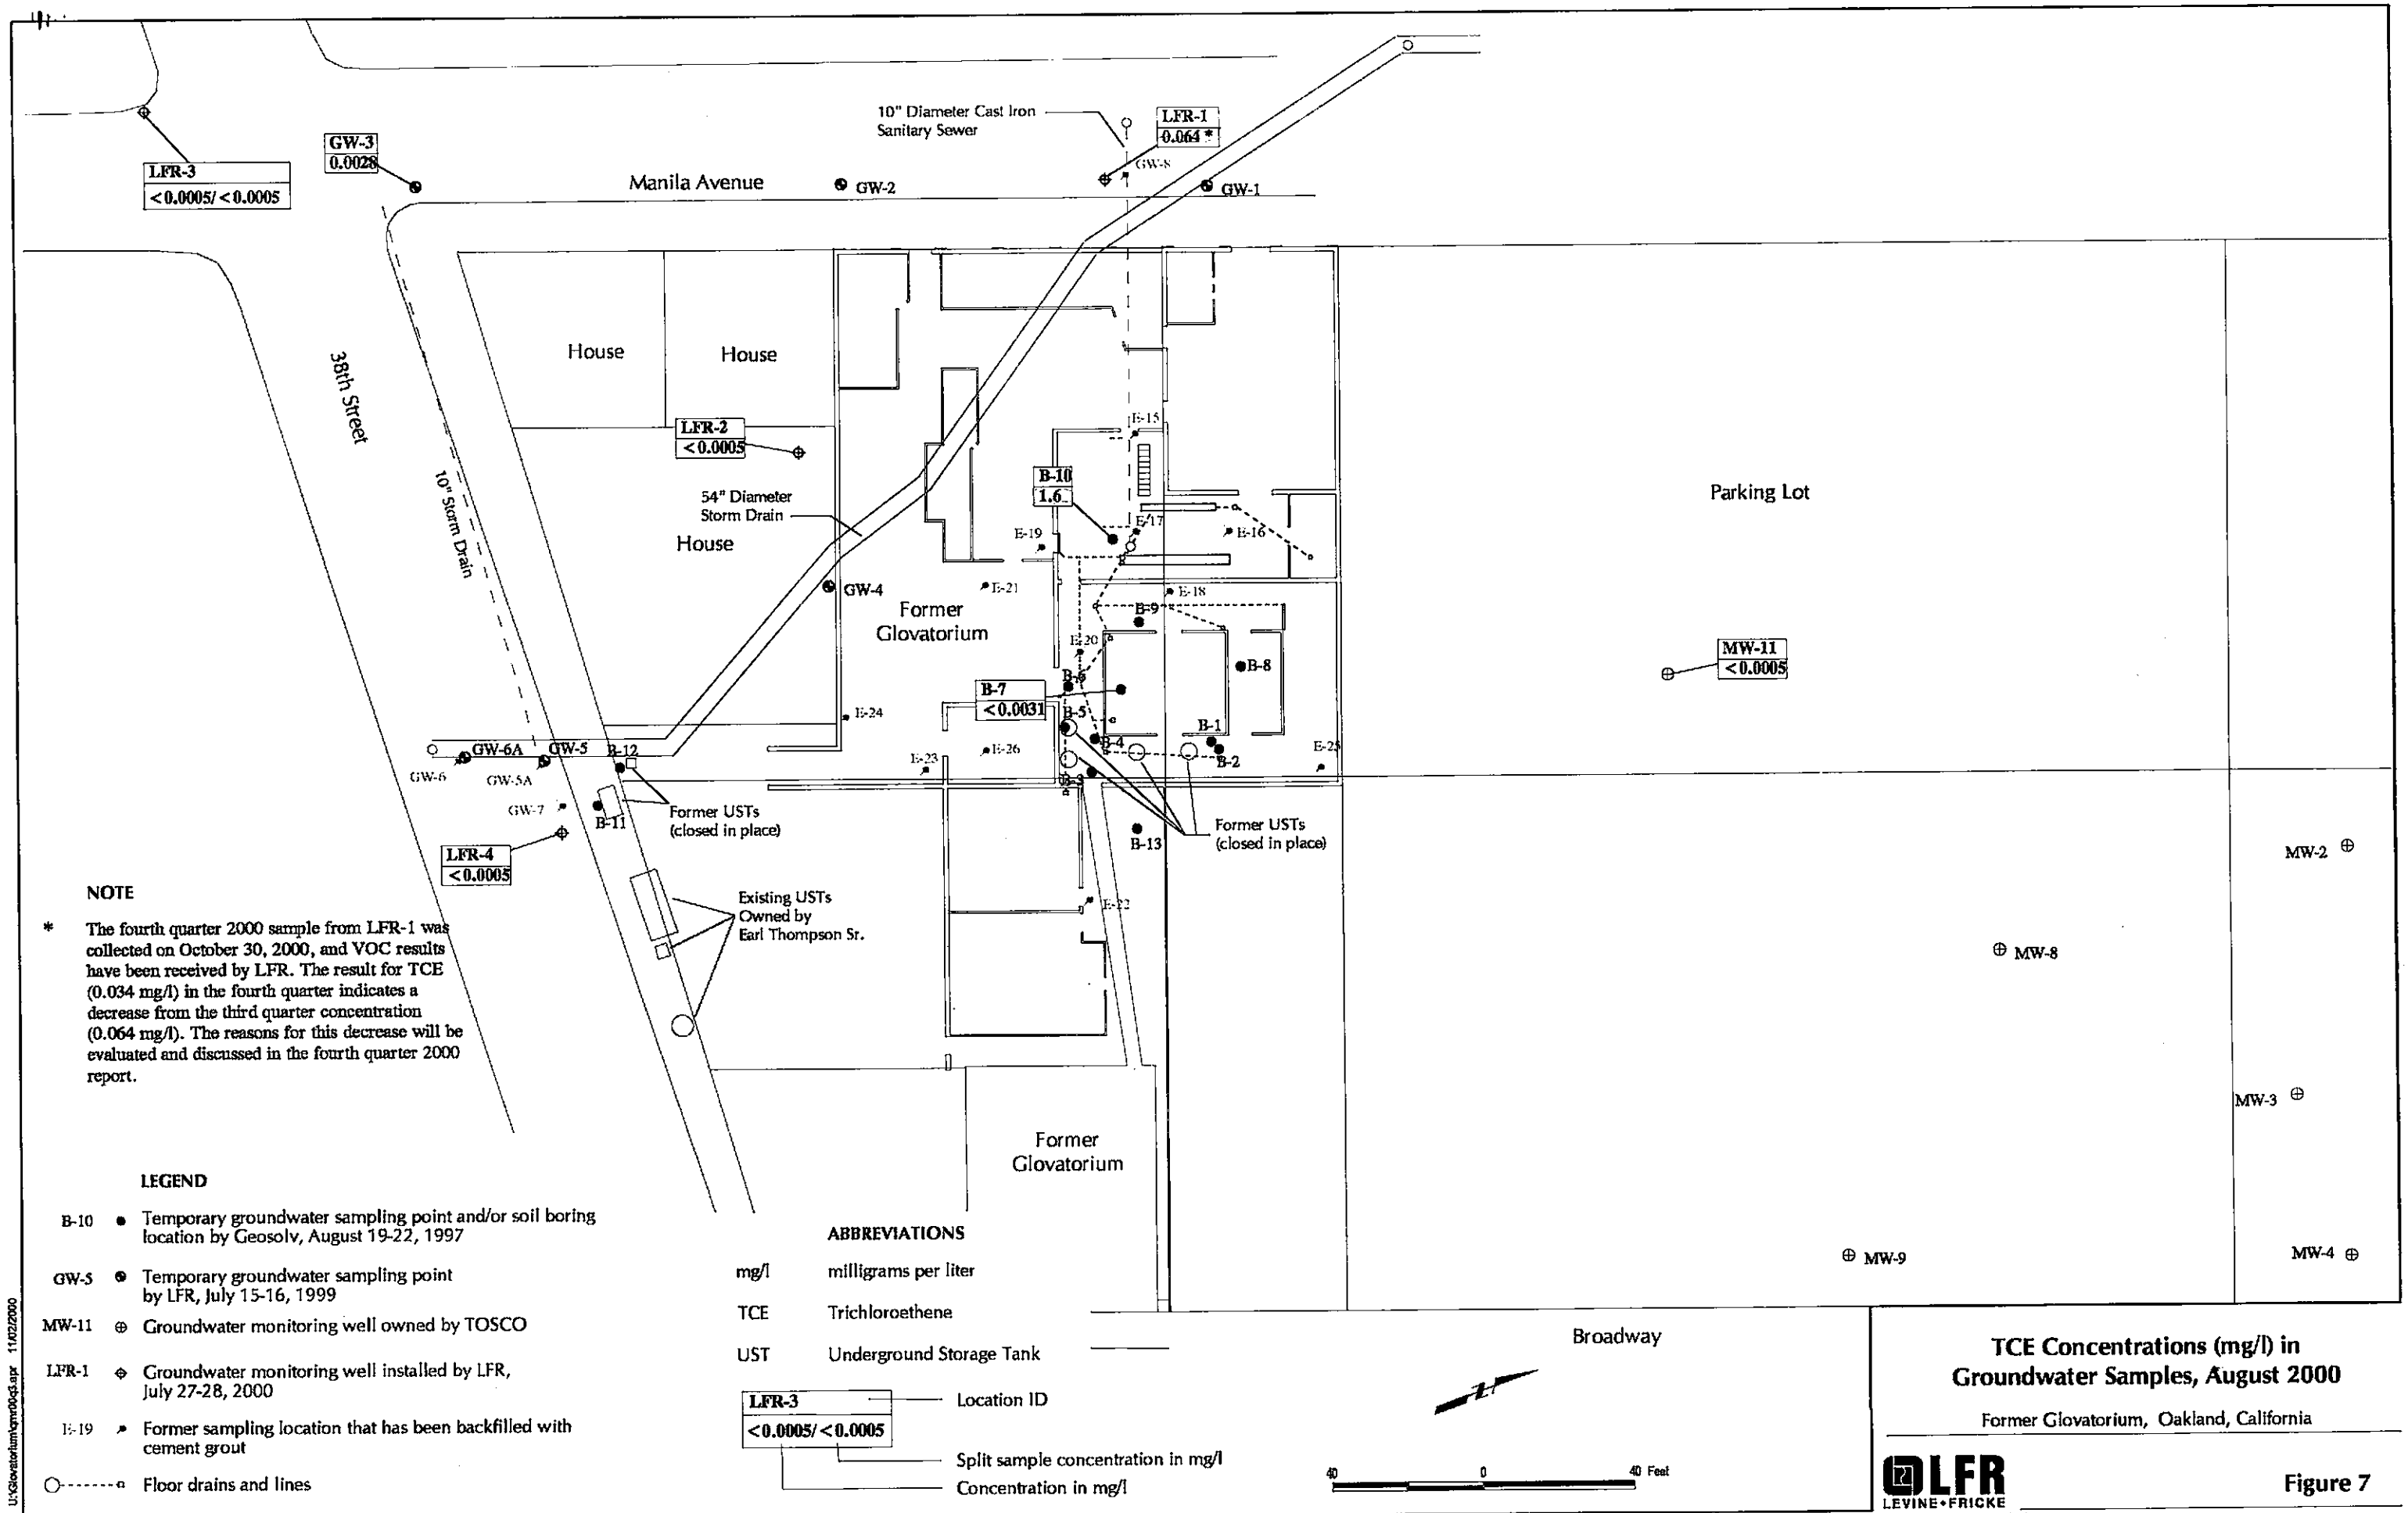 10" Diameter Cast Iron
Sanitary Sewer
LFR-1
0.064 *
GW-3
0.0028
GW-8
LFR-3
<0.0005/<0.0005
Manila Avenue
GW-2
GW-1
38th Street
House
House
LFR-2
<0.0005
E-15
B-10
1.6
Parking Lot
54" Diameter
Storm Drain
10" Storm Drain
House
E-19
E-17
E-16
GW-4
E-21
E-18
Former
Glovatorium
B-9
E-20
B-8
MW-11
<0.0005
B-6
B-7
<0.0031
E-24
B-5
B-1
B-4
GW-6A
GW-5
B-12
E-26
E-25
B-2
GW-6
GW-5A
E-23
GW-7
B-11
Former USTs
(closed in place)
Former USTs
(closed in place)
B-13
LFR-4
<0.0005
MW-2
E-22
Existing USTs
Owned by
Earl Thompson Sr.
MW-8
MW-3
NOTE
* The fourth quarter 2000 sample from LFR-1 was
collected on October 30, 2000, and VOC results
have been received by LFR. The result for TCE
(0.034 mg/l) in the fourth quarter indicates a
decrease from the third quarter concentration
(0.064 mg/l). The reasons for this decrease will be
evaluated and discussed in the fourth quarter 2000
report.
Former
Glovatorium
MW-9
MW-4
LEGEND
B-10 Temporary groundwater sampling point and/or soil boring
location by Geosolv, August 19-22, 1997
GW-5 Temporary groundwater sampling point
by LFR, July 15-16, 1999
MW-11 Groundwater monitoring well owned by TOSCO
LFR-1 Groundwater monitoring well installed by LFR,
July 27-28, 2000
E-19 Former sampling location that has been backfilled with
cement grout
Floor drains and lines
ABBREVIATIONS
mg/l milligrams per liter
TCE Trichloroethene
UST Underground Storage Tank
LFR-3
<0.0005/<0.0005
Location ID
Split sample concentration in mg/l
Concentration in mg/l
Broadway
40 0 40 Feet
TCE Concentrations (mg/l) in
Groundwater Samples, August 2000
Former Glovatorium, Oakland, California
LFR
LEVINE•FRICKE
Figure 7
U:\Glovatorium\qmr00q3.apr 11/02/2000